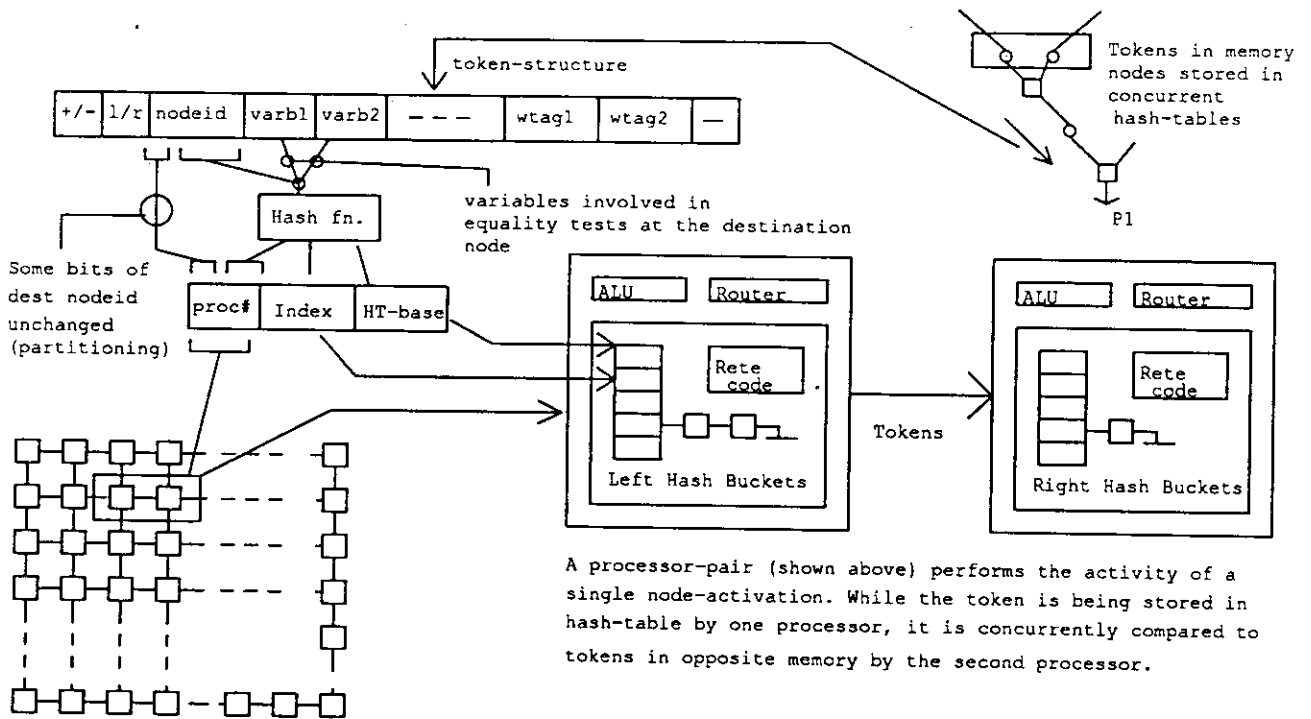 token-structure
Tokens in memory
nodes stored in
concurrent
hash-tables
+/- l/r nodeid varb1 varb2 - - - wtag1 wtag2 —
variables involved in
equality tests at the destination
node
P1
Hash fn.
Some bits of
dest nodeid
unchanged
(partitioning)
proc# Index HT-base
ALU Router
Rete
code
Left Hash Buckets
Tokens
ALU Router
Rete
code
Right Hash Buckets
A processor-pair (shown above) performs the activity of a
single node-activation. While the token is being stored in
hash-table by one processor, it is concurrently compared to
tokens in opposite memory by the second processor.